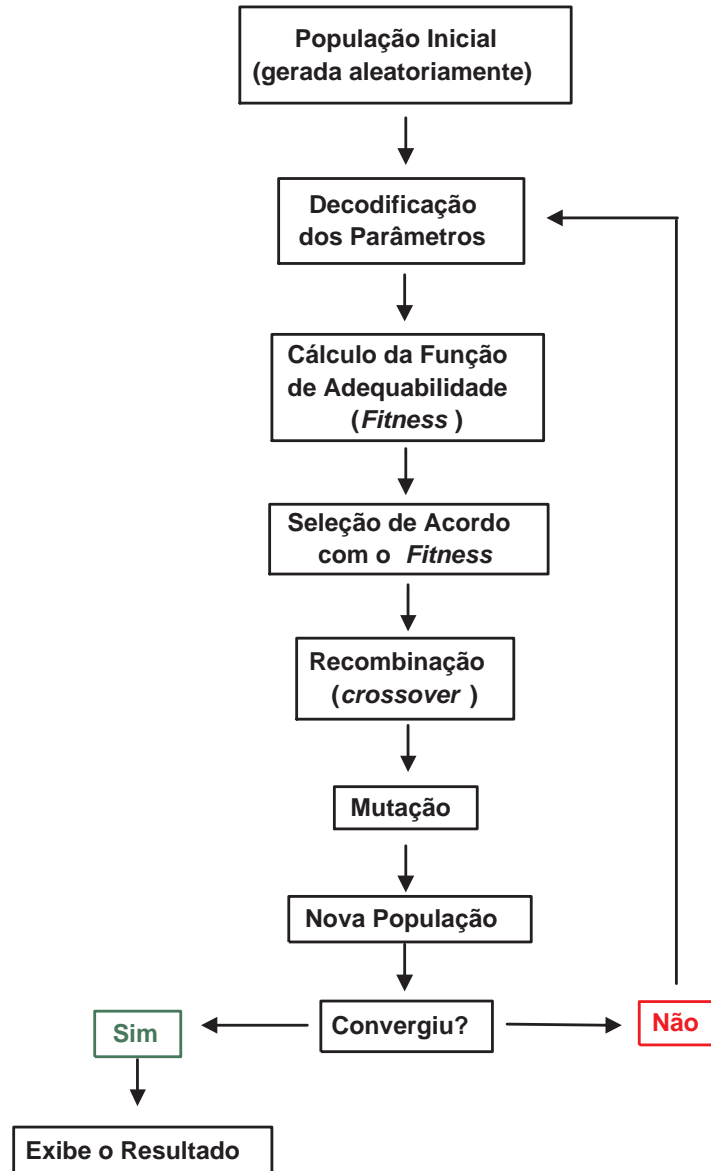 População Inicial
(gerada aleatoriamente)
Decodificação
dos Parâmetros
Cálculo da Função
de Adequabilidade
(Fitness )
Seleção de Acordo
com o Fitness
Recombinação
(crossover )
Mutação
Nova População
Convergiu?
Sim
Não
Exibe o Resultado